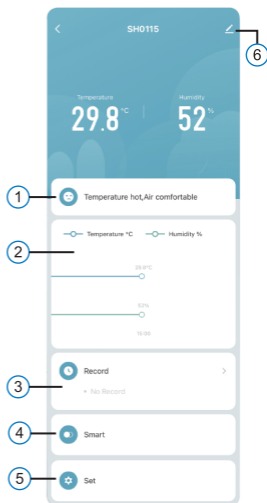 SH0115
6
Temperature
Humidity
29.8 °C
52 %
1
Temperature hot,Air comfortable
Temperature °C
Humidity %
2
29.8°C
53%
16:00
3
Record
• No Record
4
Smart
5
Set